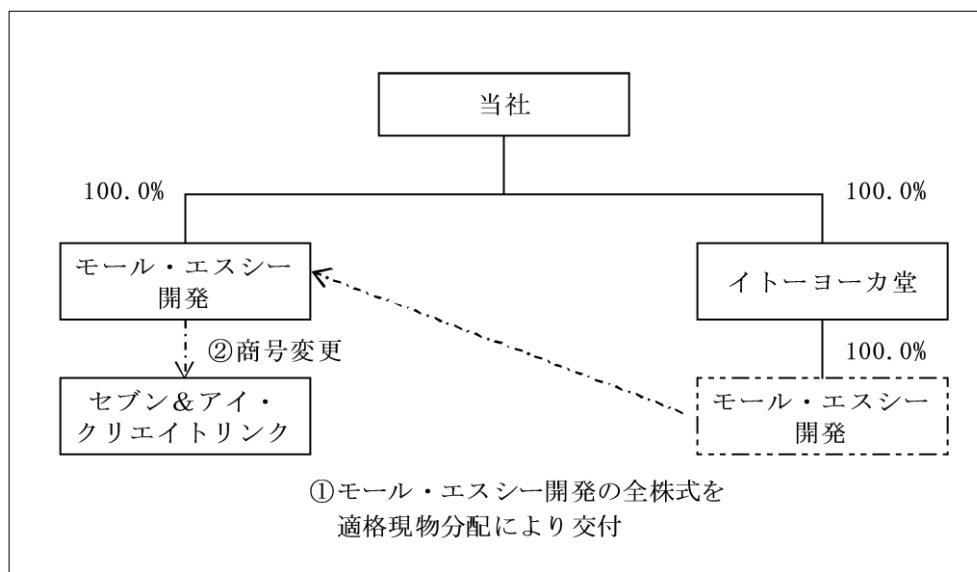 当社
100.0%
100.0%
モール・エスシー
開発
イトーヨーカ堂
②商号変更
100.0%
セブン＆アイ・
クリエイトリンク
モール・エスシー
開発
①モール・エスシー開発の全株式を
適格現物分配により交付